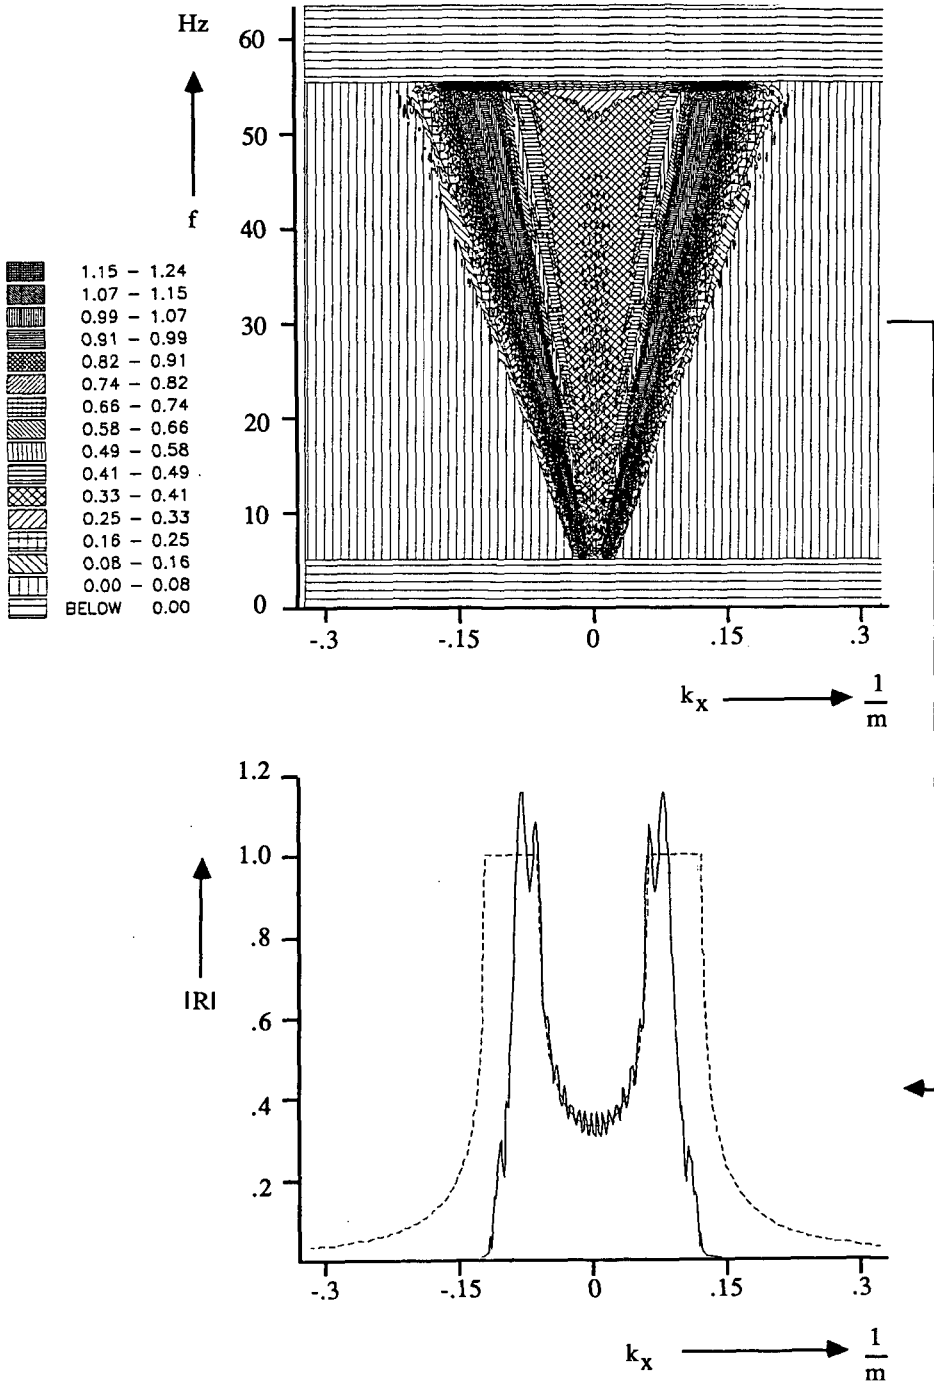 Hz
60
50
40
30
20
10
0
f
1.15 – 1.24
1.07 – 1.15
0.99 – 1.07
0.91 – 0.99
0.82 – 0.91
0.74 – 0.82
0.66 – 0.74
0.58 – 0.66
0.49 – 0.58
0.41 – 0.49
0.33 – 0.41
0.25 – 0.33
0.16 – 0.25
0.08 – 0.16
0.00 – 0.08
BELOW 0.00
-.3 -.15 0 .15 .3
kx 1/m
1.2
1.0
.8
.6
.4
.2
|R|
-.3 -.15 0 .15 .3
kx 1/m